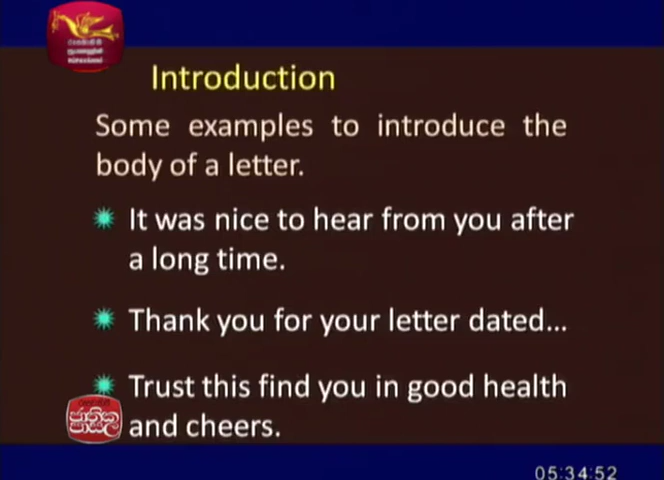 Introduction
Some examples to introduce the
body of a letter.
It was nice to hear from you after
a long time.
Thank you for your letter dated...
Trust this find you in good health
and cheers.
ජාතික
පාසල
05:34:52